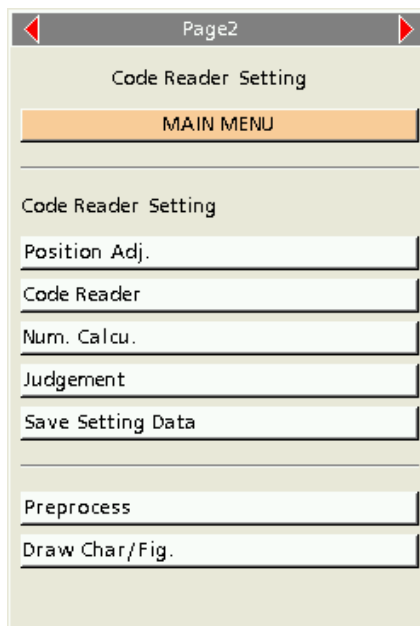 Page2
Code Reader Setting
MAIN MENU
Code Reader Setting
Position Adj.
Code Reader
Num. Calcu.
Judgement
Save Setting Data
Preprocess
Draw Char/Fig.